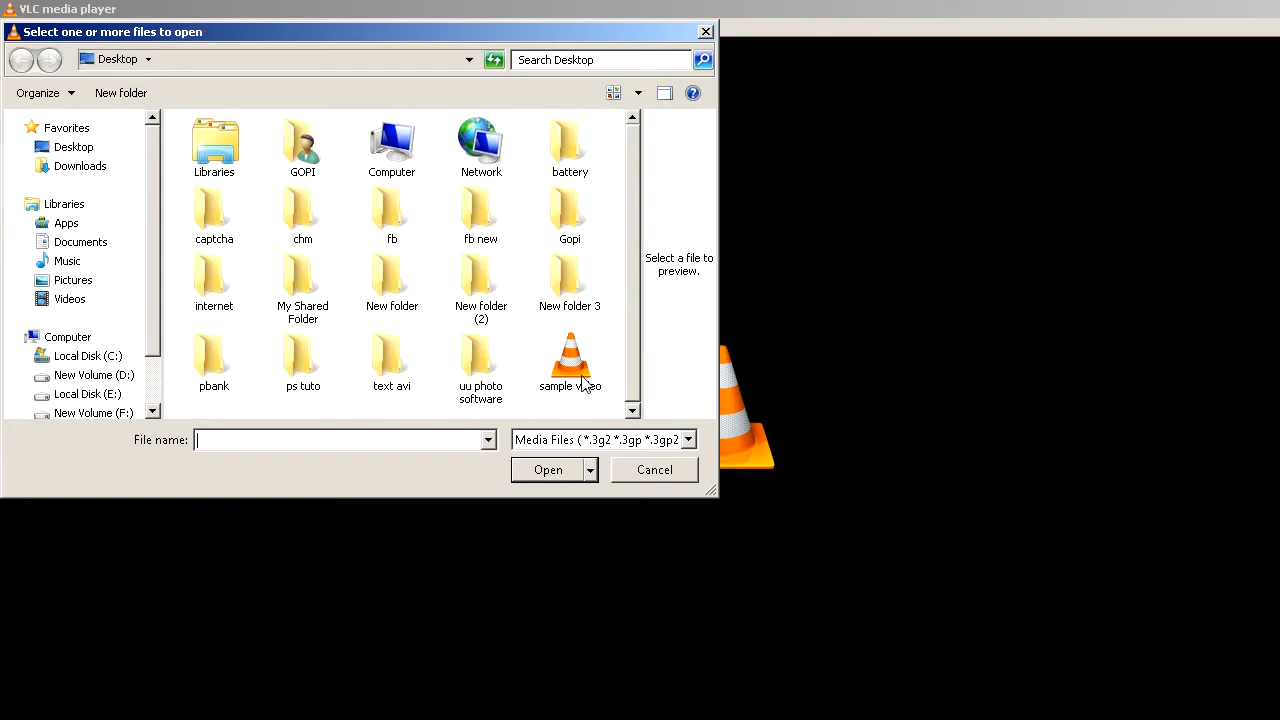 VLC media player
Select one or more files to open
Desktop
Search Desktop
Organize
New folder
Favorites
Desktop
Downloads
Libraries
Apps
Documents
Music
Pictures
Videos
Computer
Local Disk (C:)
New Volume (D:)
Local Disk (E:)
New Volume (F:)
Libraries
GOPI
Computer
Network
battery
captcha
chm
fb
fb new
Gopi
internet
My Shared
Folder
New folder
New folder
(2)
New folder 3
pbank
ps tuto
text avi
uu photo
software
sample video
Select a file to
preview.
File name:
Media Files ( *.3g2 *.3gp *.3gp2
Open
Cancel